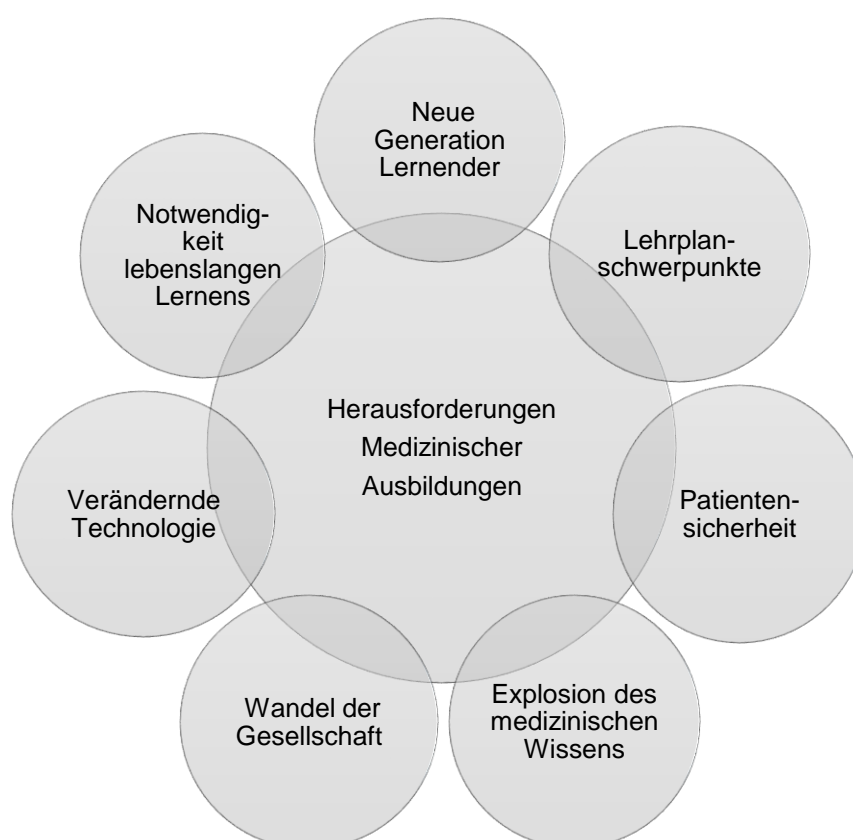 Neue
Generation
Lernender
Lehrplan-
schwerpunkte
Patienten-
sicherheit
Explosion des
medizinischen
Wissens
Wandel der
Gesellschaft
Verändernde
Technologie
Notwendig-
keit
lebenslangen
Lernens
Herausforderungen
Medizinischer
Ausbildungen